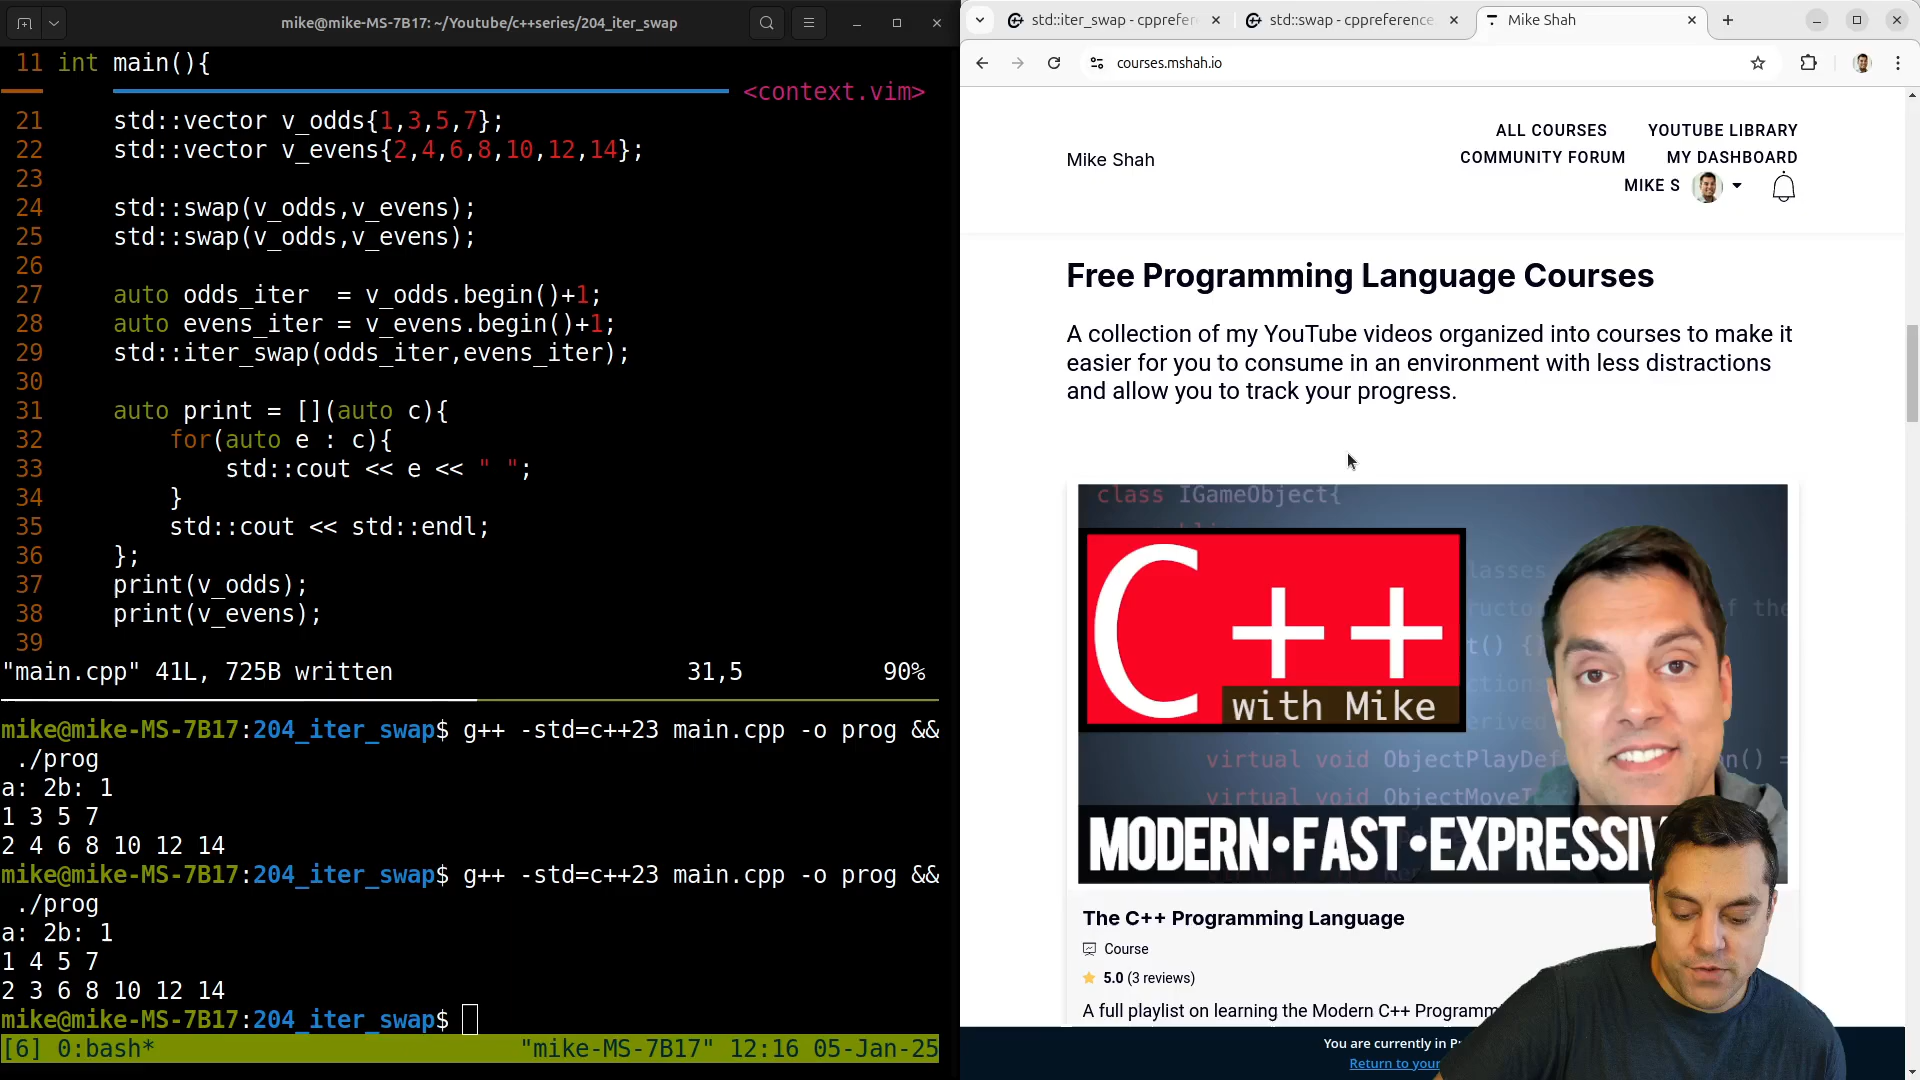 mike@mike-MS-7B17: ~/Youtube/c++series/204_iter_swap
11 int main(){
<context.vim>
21 std::vector v_odds{1,3,5,7};
22 std::vector v_evens{2,4,6,8,10,12,14};
23
24 std::swap(v_odds,v_evens);
25 std::swap(v_odds,v_evens);
26
27 auto odds_iter  = v_odds.begin()+1;
28 auto evens_iter = v_evens.begin()+1;
29 std::iter_swap(odds_iter,evens_iter);
30
31 auto print = [](auto c){
32 for(auto e : c){
33 std::cout << e << " ";
34 }
35 std::cout << std::endl;
36 };
37 print(v_odds);
38 print(v_evens);
39
"main.cpp" 41L, 725B written 31,5 90%
mike@mike-MS-7B17:204_iter_swap$ g++ -std=c++23 main.cpp -o prog &&
./prog
a: 2b: 1
1 3 5 7
2 4 6 8 10 12 14
mike@mike-MS-7B17:204_iter_swap$ g++ -std=c++23 main.cpp -o prog &&
./prog
a: 2b: 1
1 4 5 7
2 3 6 8 10 12 14
mike@mike-MS-7B17:204_iter_swap$
[6] 0:bash* "mike-MS-7B17" 12:16 05-Jan-25
std::iter_swap - cpprefer
std::swap - cppreference
Mike Shah
courses.mshah.io
Mike Shah
ALL COURSES YOUTUBE LIBRARY
COMMUNITY FORUM MY DASHBOARD
MIKE S
Free Programming Language Courses
A collection of my YouTube videos organized into courses to make it
easier for you to consume in an environment with less distractions
and allow you to track your progress.
class IGameObject{
C++
with Mike
virtual void ObjectPlayDef
virtual void ObjectMove
MODERN•FAST•EXPRESSIV
The C++ Programming Language
Course
5.0 (3 reviews)
A full playlist on learning the Modern C++ Programm
You are currently in P
Return to your